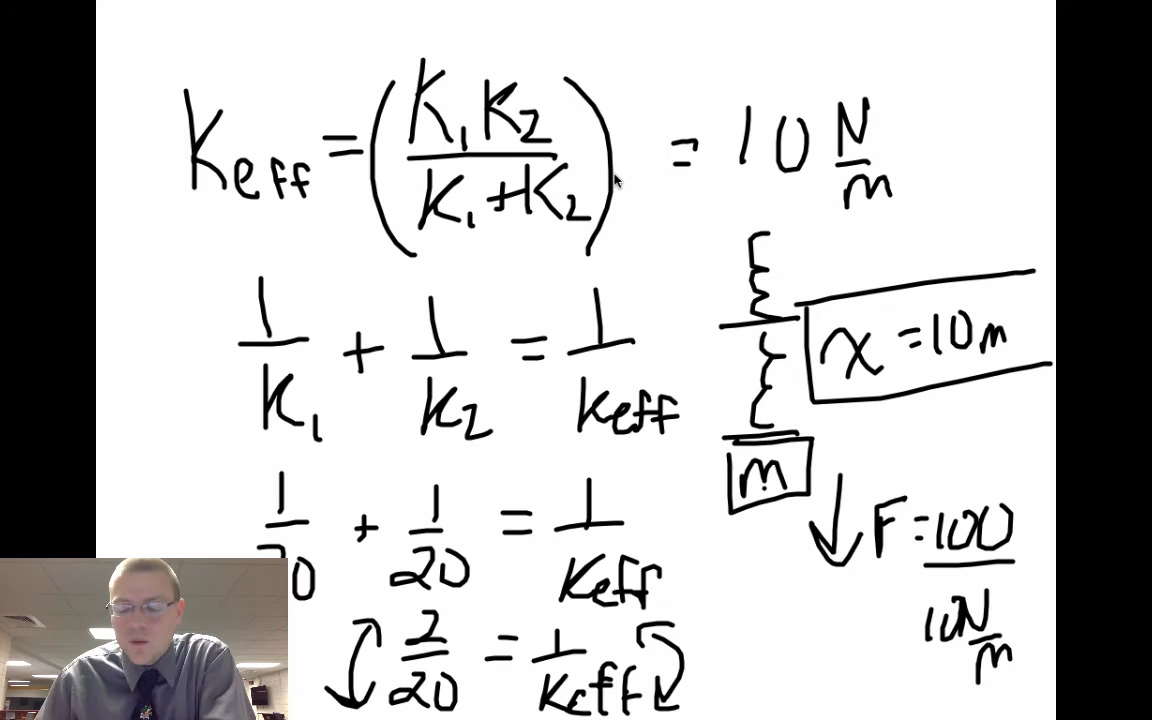 Keff = (K₁K₂ / K₁+K₂) = 10 N/m
1/K₁ + 1/K₂ = 1/Keff
x = 10m
m
1/20 + 1/20 = 1/Keff
F = 100 / 10 N/m
2/20 = 1/Keff